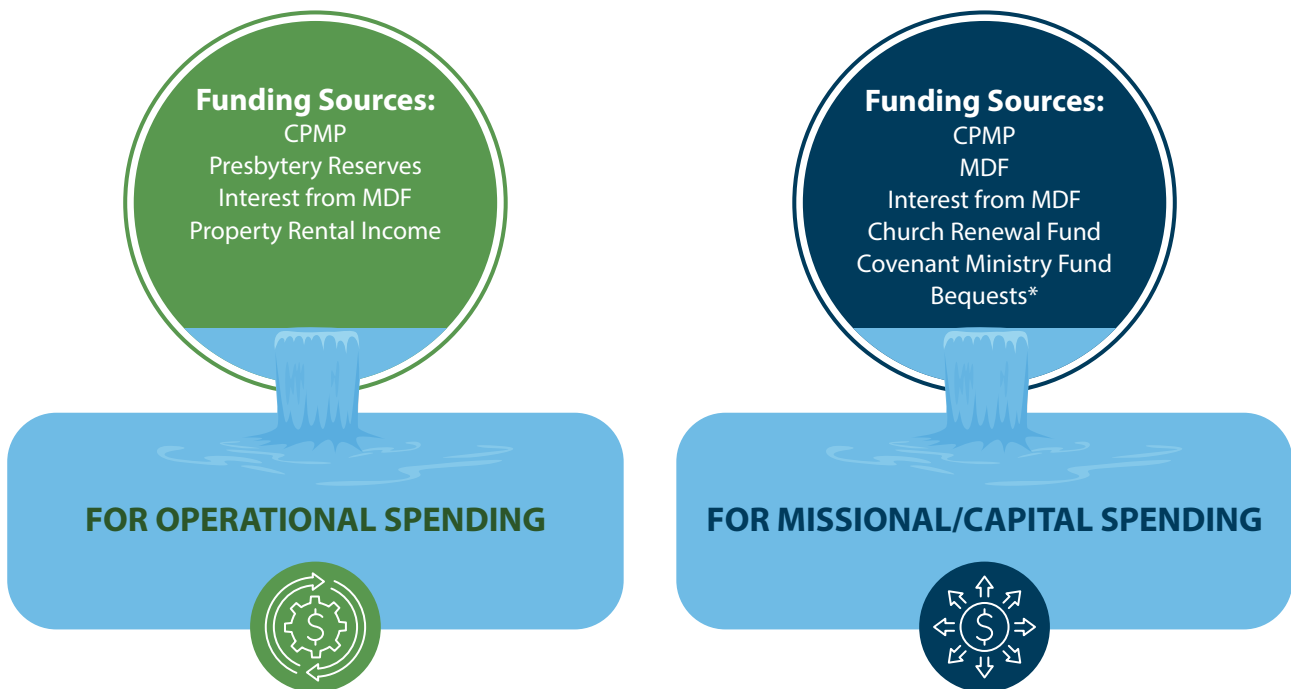 Funding Sources:
CPMP
Presbytery Reserves
Interest from MDF
Property Rental Income
FOR OPERATIONAL SPENDING
$
Funding Sources:
CPMP
MDF
Interest from MDF
Church Renewal Fund
Covenant Ministry Fund
Bequests*
FOR MISSIONAL/CAPITAL SPENDING
$